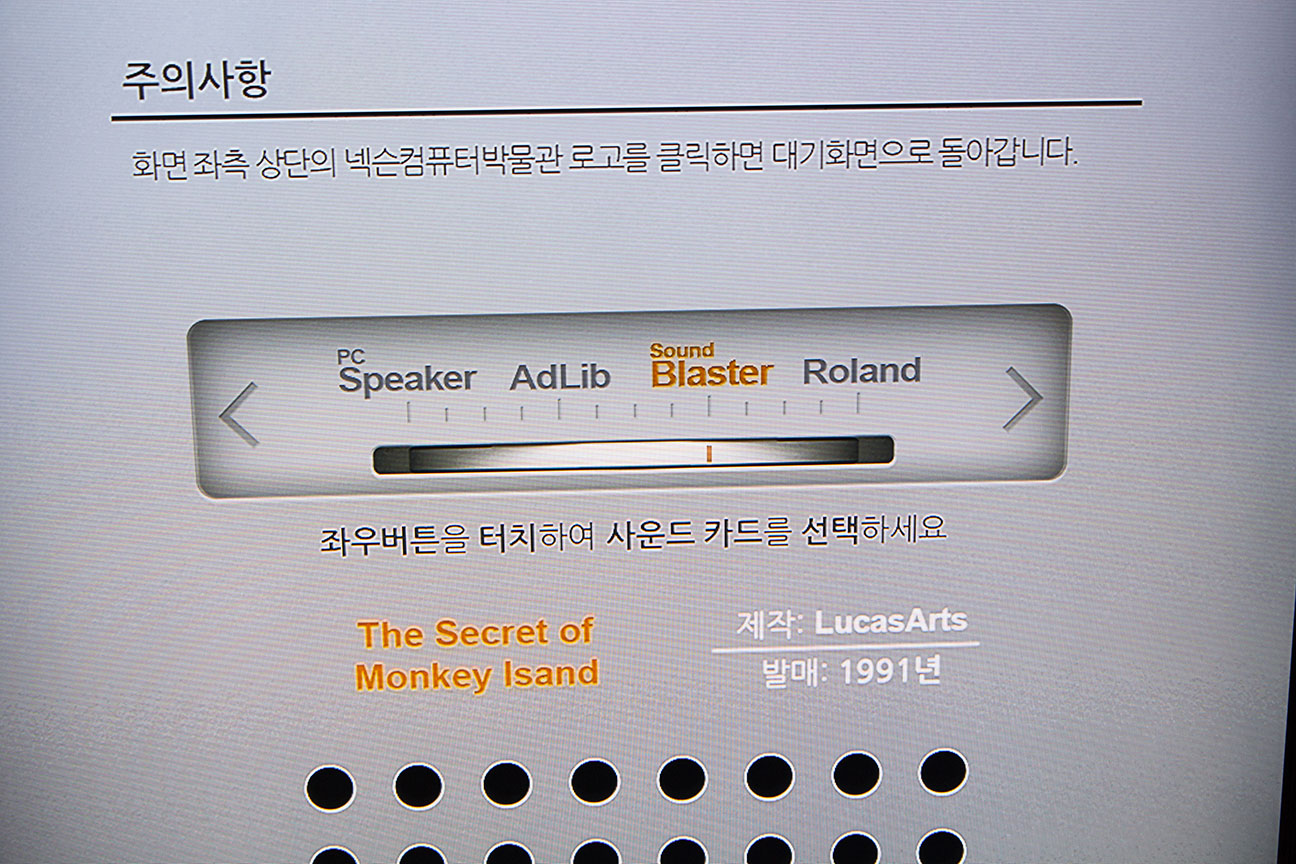 주의사항
화면 좌측 상단의 넥슨컴퓨터박물관 로고를 클릭하면 대기화면으로 돌아갑니다.
PC
Speaker
AdLib
Sound
Blaster
Roland
좌우버튼을 터치하여 사운드 카드를 선택하세요
The Secret of
Monkey Isand
제작: LucasArts
발매: 1991년